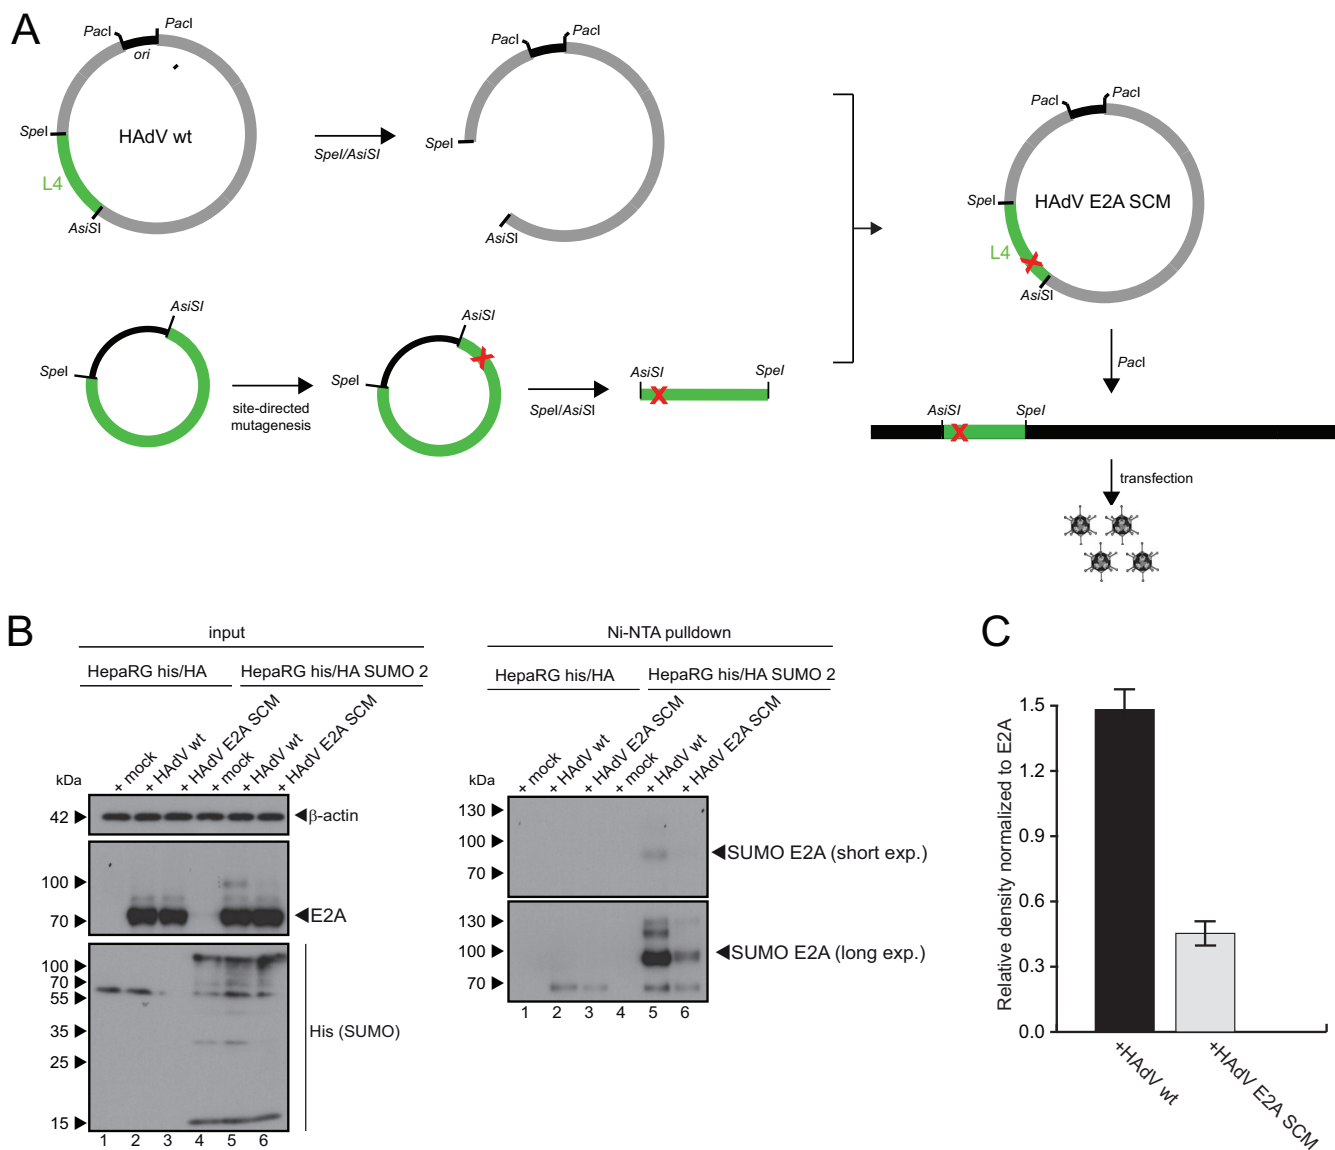 A
PacI
PacI
ori
SpeI
HAdV wt
L4
AsiSI
SpeI/AsiSI
PacI
PacI
SpeI
AsiSI
PacI
PacI
SpeI
HAdV E2A SCM
L4
AsiSI
AsiSI
SpeI
site-directed
mutagenesis
AsiSI
SpeI
SpeI/AsiSI
AsiSI
SpeI
PacI
AsiSI
SpeI
transfection
B
input
HepaRG his/HA
HepaRG his/HA SUMO 2
+ mock
+ HAdV wt
+ HAdV E2A SCM
+ mock
+ HAdV wt
+ HAdV E2A SCM
kDa
42
β-actin
100
70
E2A
100
70
55
35
25
15
His (SUMO)
1 2 3 4 5 6
Ni-NTA pulldown
HepaRG his/HA
HepaRG his/HA SUMO 2
+ mock
+ HAdV wt
+ HAdV E2A SCM
+ mock
+ HAdV wt
+ HAdV E2A SCM
kDa
130
100
70
SUMO E2A (short exp.)
130
100
70
SUMO E2A (long exp.)
1 2 3 4 5 6
C
Relative density normalized to E2A
1.5
1.2
0.9
0.6
0.3
0.0
+HAdV wt
+HAdV E2A SCM